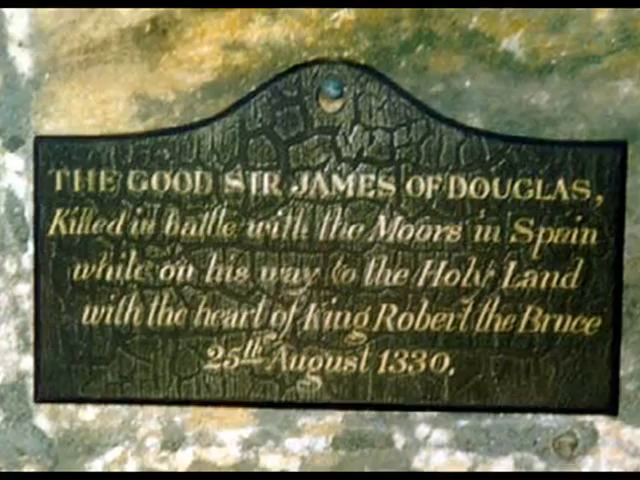 THE GOOD SIR JAMES OF DOUGLAS,
Killed in battle with the Moors in Spain
while on his way to the Holy Land
with the heart of King Robert the Bruce
25th August 1330.